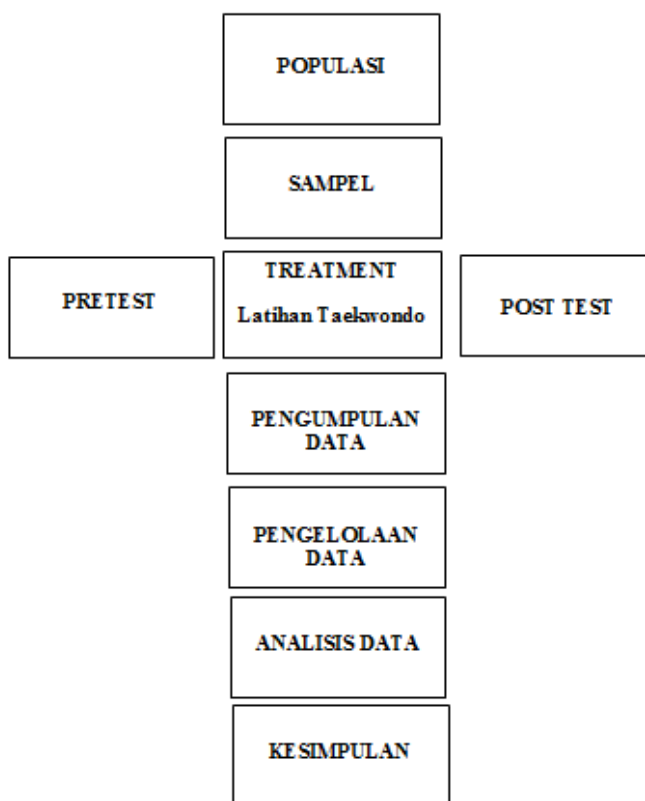 POPULASI
SAMPEL
PRETEST
TREATMENT
Latihan Taekwondo
POST TEST
PENGUMPULAN
DATA
PENGELOLAAN
DATA
ANALISIS DATA
KESIMPULAN